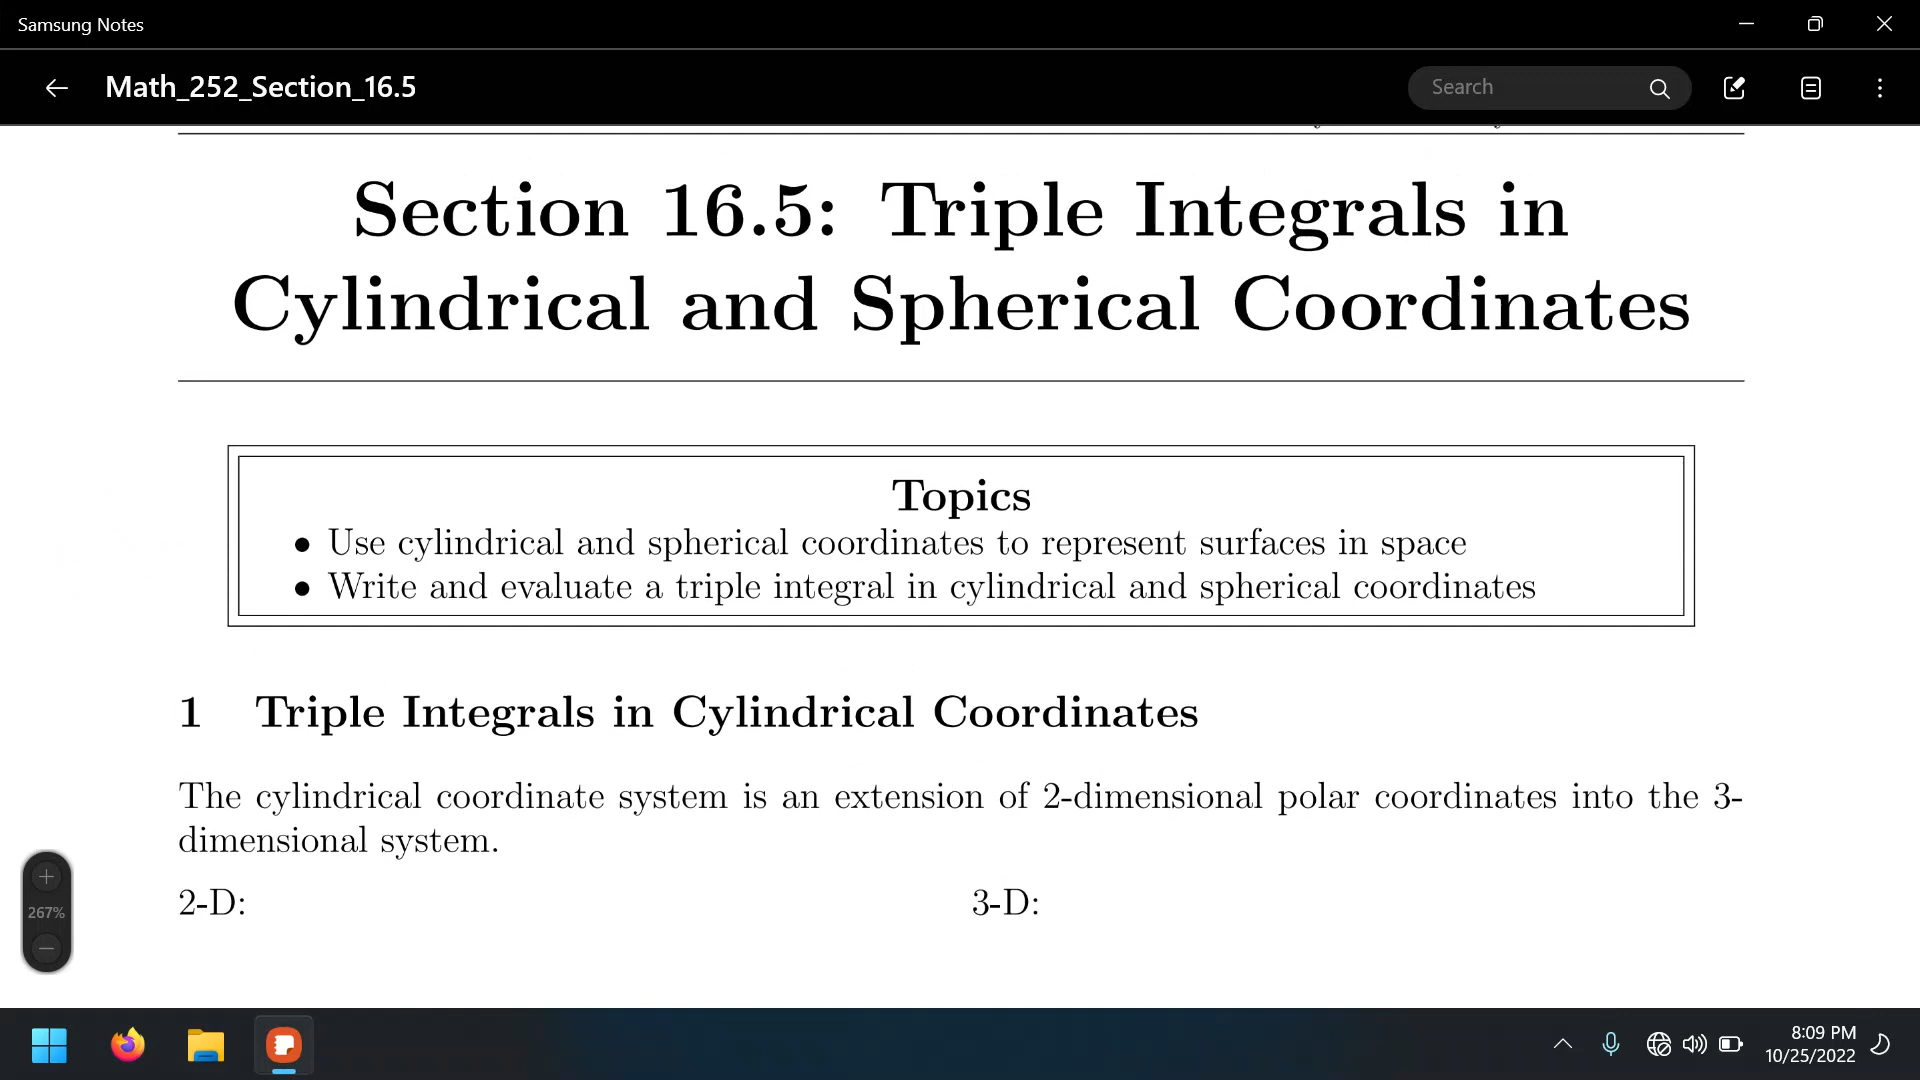 Samsung Notes
Math_252_Section_16.5
Search
Section 16.5: Triple Integrals in
Cylindrical and Spherical Coordinates
Topics
• Use cylindrical and spherical coordinates to represent surfaces in space
• Write and evaluate a triple integral in cylindrical and spherical coordinates
1 Triple Integrals in Cylindrical Coordinates
The cylindrical coordinate system is an extension of 2-dimensional polar coordinates into the 3-
dimensional system.
2-D: 3-D:
267%
8:09 PM
10/25/2022